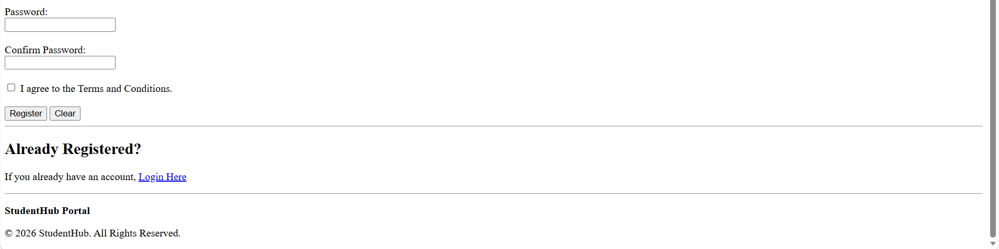 Password:
Confirm Password:
I agree to the Terms and Conditions.
Register Clear
Already Registered?
If you already have an account, Login Here
StudentHub Portal
© 2026 StudentHub. All Rights Reserved.